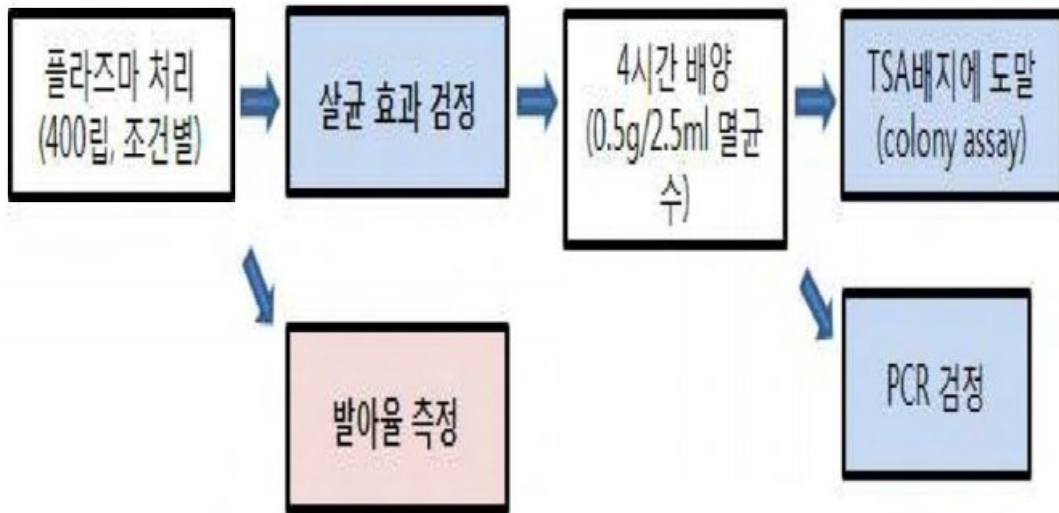 플라즈마 처리
(400립, 조건별)
살균 효과 검정
4시간 배양
(0.5g/2.5ml 멸균
수)
TSA배지에 도말
(colony assay)
발아율 측정
PCR 검정